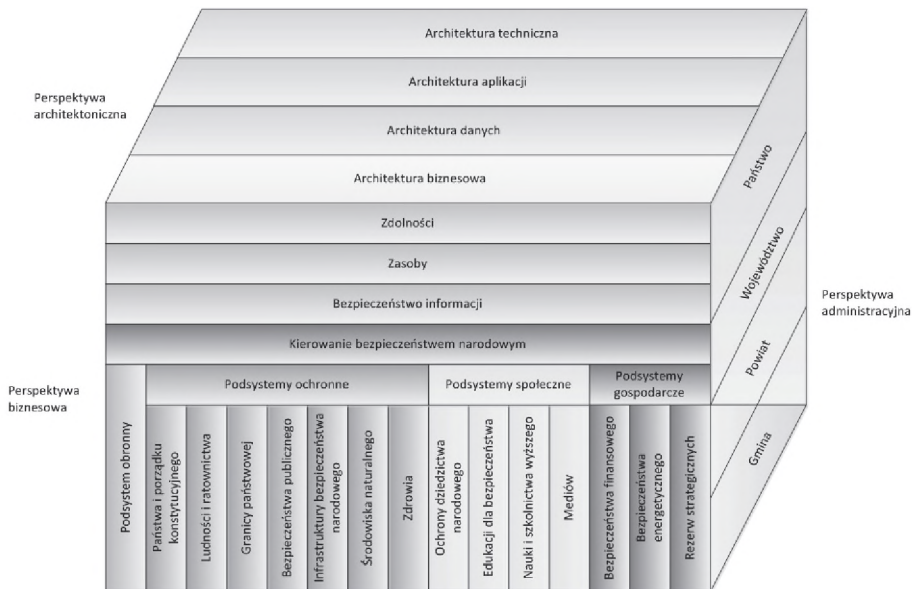 Architektura techniczna
Architektura aplikacji
Perspektywa
architektoniczna
Architektura danych
Architektura biznesowa
Państwo
Zdolności
Zasoby
Województwo
Bezpieczeństwo informacji
Perspektywa
administracyjna
Kierowanie bezpieczeństwem narodowym
Powiat
Perspektywa
biznesowa
Podsystemy ochronne
Podsystemy społeczne
Podsystemy
gospodarcze
Gmina
Podsystem obronny
Państwa i porządku
konstytucyjnego
Ludności i ratownictwa
Granicy państwowej
Bezpieczeństwa publicznego
Infrastruktury bezpieczeństwa
narodowego
Środowiska naturalnego
Zdrowia
Ochrony dziedzictwa
narodowego
Edukacji dla bezpieczeństwa
Nauki i szkolnictwa wyższego
Mediów
Bezpieczeństwa finansowego
Bezpieczeństwa
energetycznego
Rezerw strategicznych